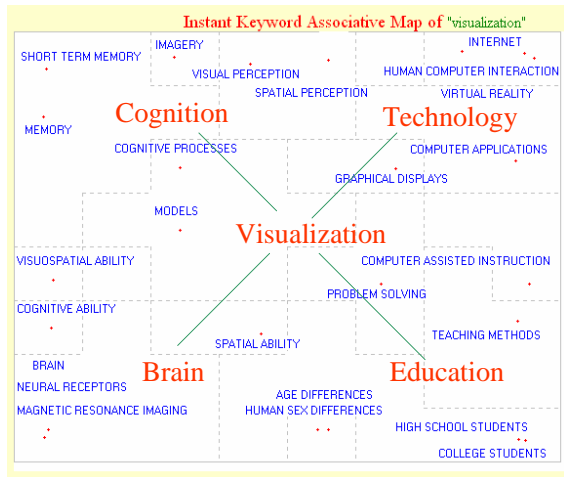 Instant Keyword Associative Map of "visualization"
SHORT TERM MEMORY
IMAGERY
VISUAL PERCEPTION
SPATIAL PERCEPTION
INTERNET
HUMAN COMPUTER INTERACTION
VIRTUAL REALITY
Cognition
Technology
MEMORY
COGNITIVE PROCESSES
COMPUTER APPLICATIONS
GRAPHICAL DISPLAYS
MODELS
Visualization
VISUOSPATIAL ABILITY
COMPUTER ASSISTED INSTRUCTION
PROBLEM SOLVING
COGNITIVE ABILITY
TEACHING METHODS
SPATIAL ABILITY
Brain
Education
BRAIN
NEURAL RECEPTORS
MAGNETIC RESONANCE IMAGING
AGE DIFFERENCES
HUMAN SEX DIFFERENCES
HIGH SCHOOL STUDENTS
COLLEGE STUDENTS